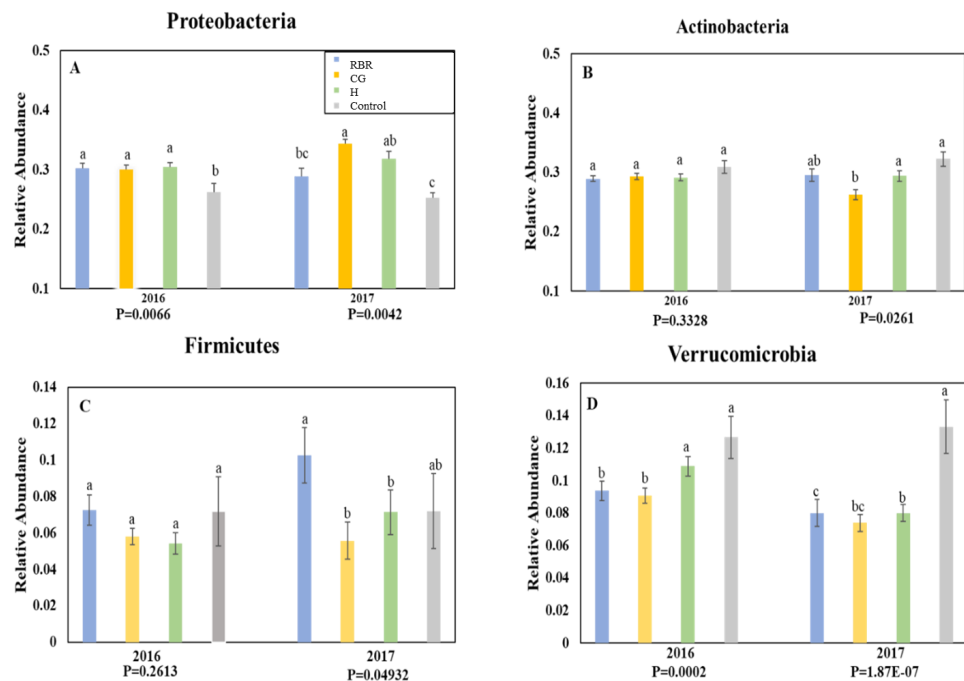 Proteobacteria
Relative Abundance
0.5
0.4
0.3
0.2
0.1
A
RBR
CG
H
Control
a
a
a
b
bc
a
ab
c
2016
2017
P=0.0066
P=0.0042
Actinobacteria
Relative Abundance
0.5
0.4
0.3
0.2
0.1
B
a
a
a
a
ab
b
a
a
2016
2017
P=0.3328
P=0.0261
Firmicutes
Relative Abundance
0.14
0.12
0.1
0.08
0.06
0.04
0.02
0
C
a
a
a
a
a
b
b
ab
2016
2017
P=0.2613
P=0.04932
Verrucomicrobia
Relative Abundance
0.16
0.14
0.12
0.1
0.08
0.06
0.04
0.02
0
D
b
b
a
a
c
bc
b
a
2016
2017
P=0.0002
P=1.87E-07